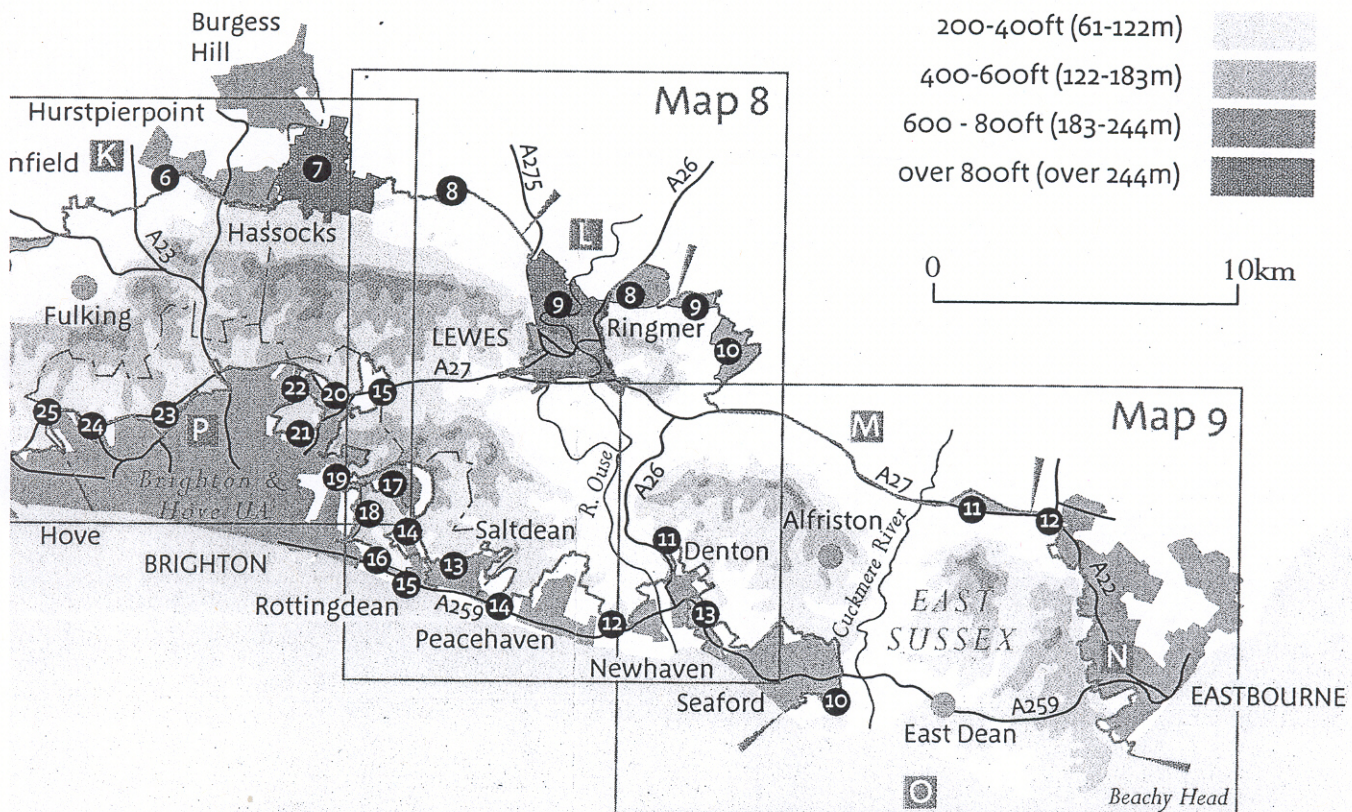 Burgess
Hill
200-400ft (61-122m)
400-600ft (122-183m)
600 - 800ft (183-244m)
over 800ft (over 244m)
Map 8
Hurstpierpoint
nfield
K
6
7
8
A275
A26
L
Hassocks
A23
0
10km
Fulking
9
8
9
Ringmer
10
LEWES
A27
22
20
15
25
24
23
P
21
Map 9
M
Brighton &
Hove UA
19
17
18
14
R. Ouse
A26
A27
11
12
Hove
Saltdean
11
Denton
Alfriston
Cuckmere River
BRIGHTON
16
13
15
A22
Rottingdean
A259
14
EAST
SUSSEX
Peacehaven
12
13
Newhaven
N
Seaford
10
A259
EASTBOURNE
East Dean
O
Beachy Head